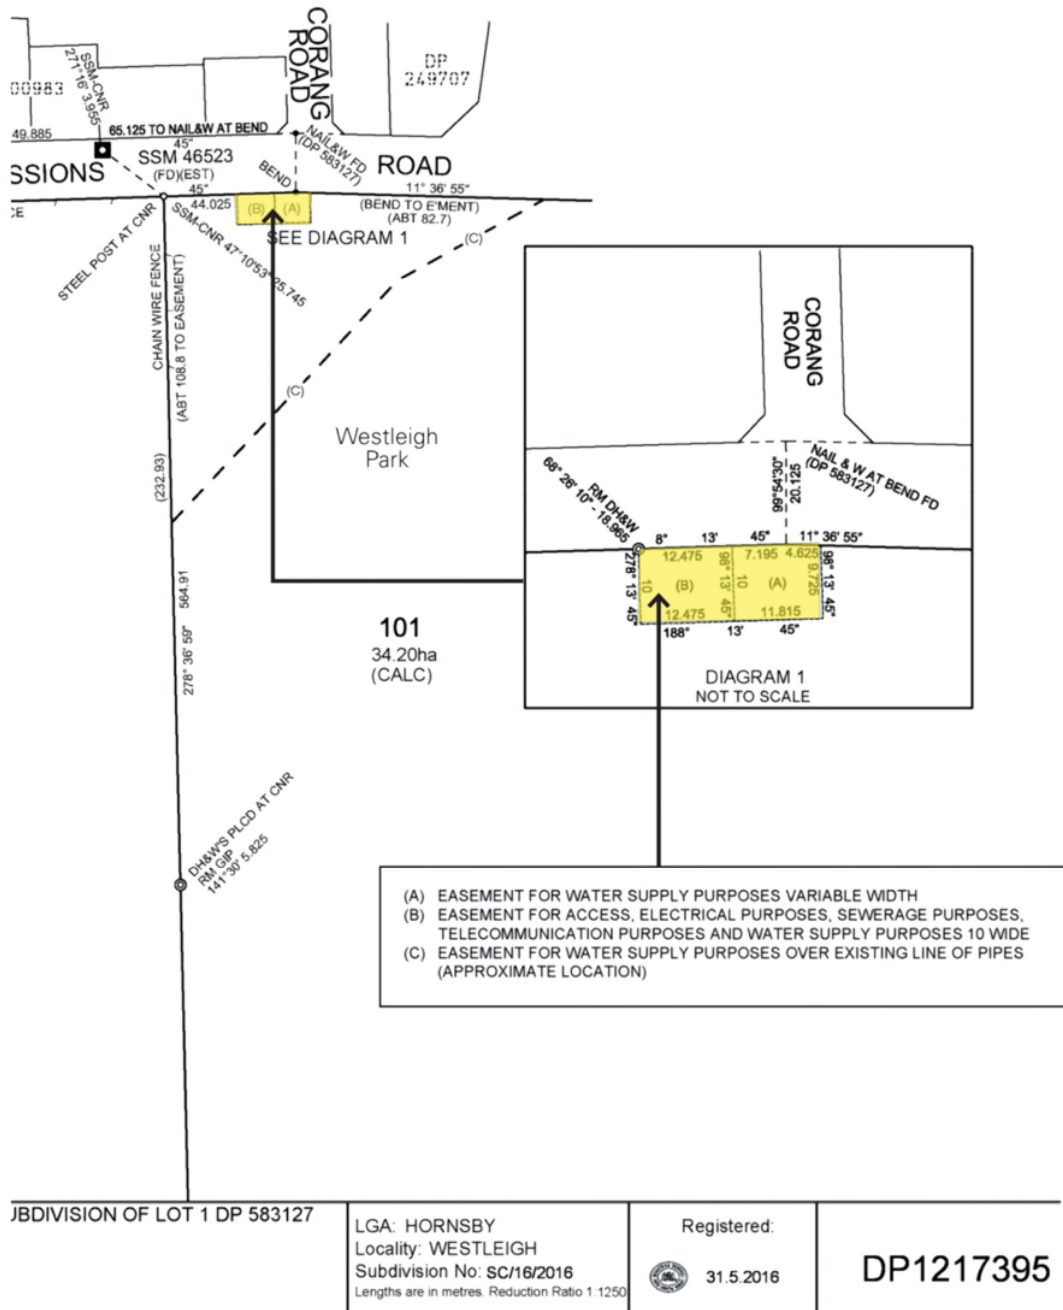 CORANG
ROAD
DP
249707
00983
SSM-CNR
271°16' 3.955
49.885
65.125 TO NAIL&W AT BEND
45"
NAIL&W FD
(DP 583127)
SSIONS
SSM 46523
(FD)(EST)
BEND
ROAD
45"
44.025
11° 36' 55"
(BEND TO E'MENT)
(ABT 82.7)
CE
(B)
(A)
SEE DIAGRAM 1
(C)
STEEL POST AT CNR
SSM-CNR 47°10'53" 25.745
CHAIN WIRE FENCE
(ABT 108.8 TO EASEMENT)
(C)
Westleigh
Park
(232.93)
278° 36' 59" 564.91
101
34.20ha
(CALC)
CORANG
ROAD
NAIL & W AT BEND FD
(DP 583127)
99°54'30"
20.125
RM DH&W
68° 26' 10" - 18.965
8" 13' 45" 11° 36' 55"
12.475 7.195 4.625
278° 13' 45"
10
(B)
98° 13' 45"
10
(A)
9.725
98° 13' 45"
12.475 11.815
188° 13' 45"
DIAGRAM 1
NOT TO SCALE
DH&W'S PLCD AT CNR
RM GIP
141°30' 5.825
(A) EASEMENT FOR WATER SUPPLY PURPOSES VARIABLE WIDTH
(B) EASEMENT FOR ACCESS, ELECTRICAL PURPOSES, SEWERAGE PURPOSES,
TELECOMMUNICATION PURPOSES AND WATER SUPPLY PURPOSES 10 WIDE
(C) EASEMENT FOR WATER SUPPLY PURPOSES OVER EXISTING LINE OF PIPES
(APPROXIMATE LOCATION)
UBDIVISION OF LOT 1 DP 583127
LGA: HORNSBY
Locality: WESTLEIGH
Subdivision No: SC/16/2016
Lengths are in metres. Reduction Ratio 1:1250
Registered:
31.5.2016
DP1217395